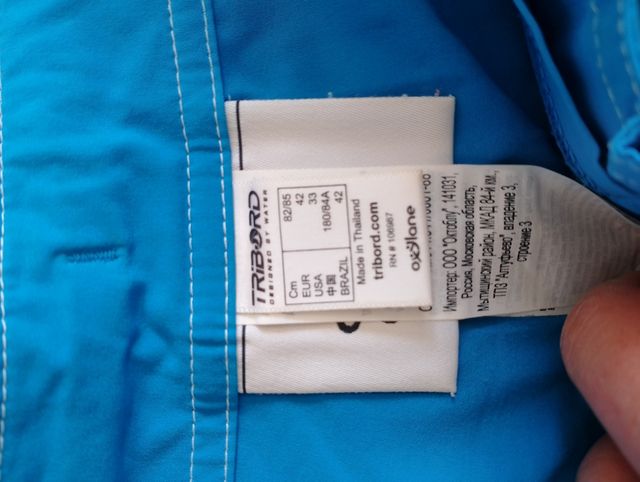 TRIBORD
DESIGNED BY WATER
Cm 82/85
EUR 42
USA 33
中国 180/84A
BRAZIL 42
Made in Thailand
tribord.com
RN # 106967
oxylane
Импортер: ООО "Октоблу", 141031,
Россия, Московская область,
Мытищинский район, МКАД 84-й км.,
ТПЗ "Алтуфьево", владение 3,
строение 3